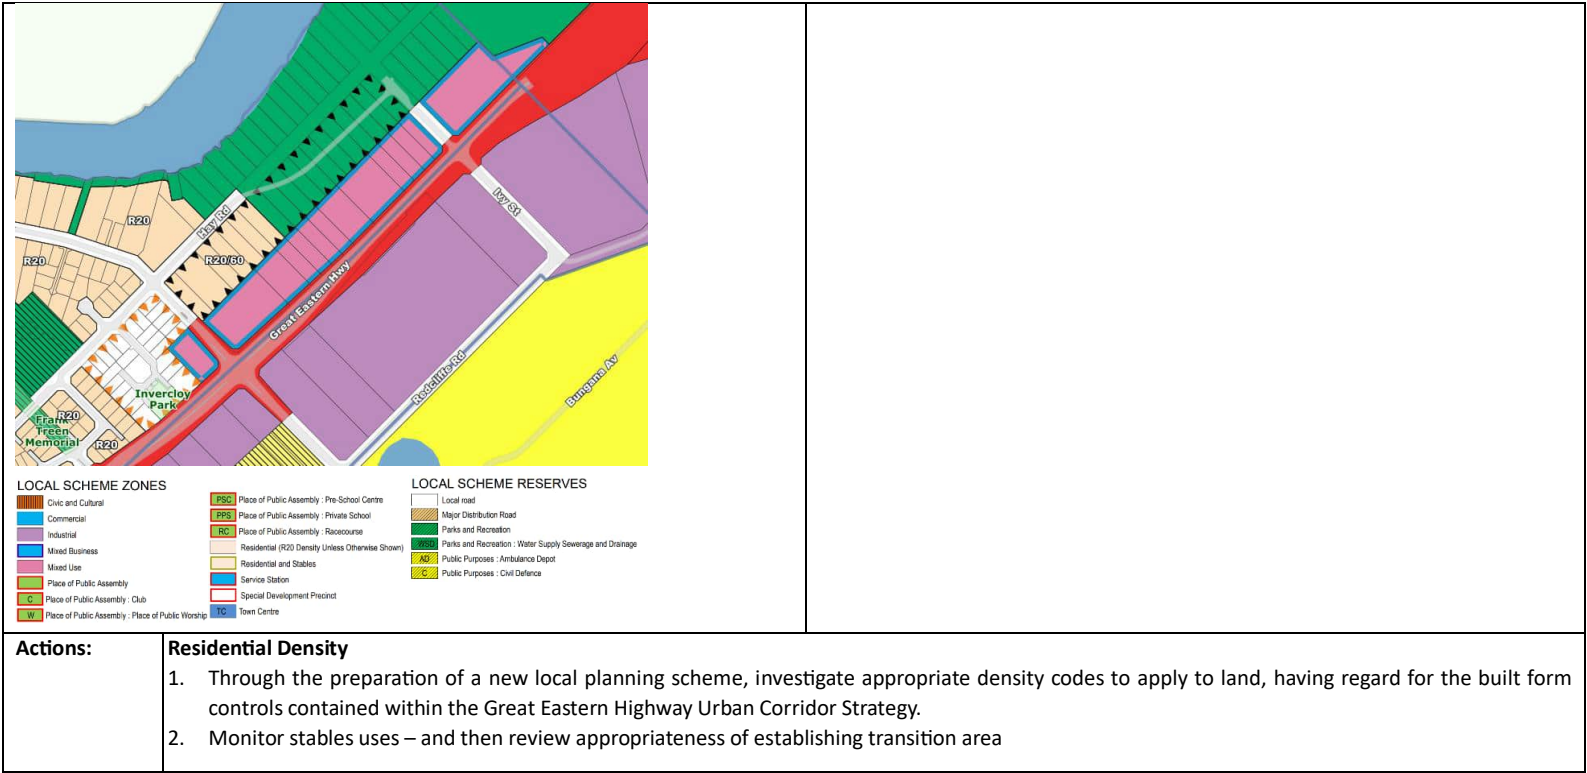 R20
Hay Rd
R20
R20/60
Ivy St
Great Eastern Hwy
Redcliffe Rd
Bungana Av
Invercloy
Park
R20
Frank
Treen
Memorial
R20
LOCAL SCHEME ZONES
Civic and Cultural
Commercial
Industrial
Mixed Business
Mixed Use
Place of Public Assembly
C Place of Public Assembly : Club
W Place of Public Assembly : Place of Public Worship
PSC Place of Public Assembly : Pre-School Centre
PPS Place of Public Assembly : Private School
RC Place of Public Assembly : Racecourse
Residential (R20 Density Unless Otherwise Shown)
Residential and Stables
Service Station
Special Development Precinct
TC Town Centre
LOCAL SCHEME RESERVES
Local road
Major Distribution Road
Parks and Recreation
WSD Parks and Recreation : Water Supply Sewerage and Drainage
AD Public Purposes : Ambulance Depot
C Public Purposes : Civil Defence
Actions:
Residential Density
1. Through the preparation of a new local planning scheme, investigate appropriate density codes to apply to land, having regard for the built form
controls contained within the Great Eastern Highway Urban Corridor Strategy.
2. Monitor stables uses – and then review appropriateness of establishing transition area